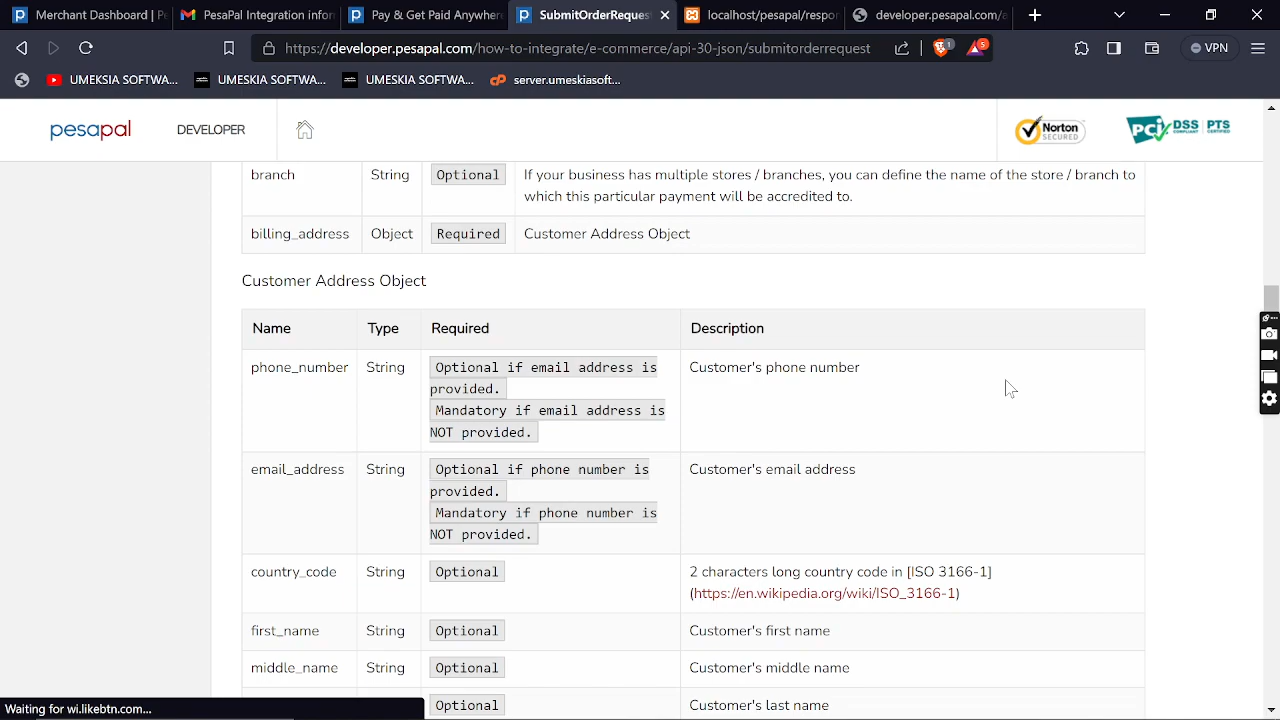 Merchant Dashboard | Pe
PesaPal Integration infor
Pay & Get Paid Anywhere
SubmitOrderReques
localhost/pesapal/respor
developer.pesapal.com/a
https://developer.pesapal.com/how-to-integrate/e-commerce/api-30-json/submitorderrequest
1
5
VPN
UMEKSIA SOFTWA...
UMESKIA SOFTWA...
UMESKIA SOFTWA...
server.umeskiasoft...
pesapal
DEVELOPER
Norton
SECURED
PCi DSS COMPLIANT PTS CERTIFIED
branch String Optional If your business has multiple stores / branches, you can define the name of the store / branch to
which this particular payment will be accredited to.
billing_address Object Required Customer Address Object
Customer Address Object
Name Type Required Description
phone_number String Optional if email address is Customer's phone number
provided.
Mandatory if email address is
NOT provided.
email_address String Optional if phone number is Customer's email address
provided.
Mandatory if phone number is
NOT provided.
country_code String Optional 2 characters long country code in [ISO 3166-1]
(https://en.wikipedia.org/wiki/ISO_3166-1)
first_name String Optional Customer's first name
middle_name String Optional Customer's middle name
Optional Customer's last name
Waiting for wi.likebtn.com...